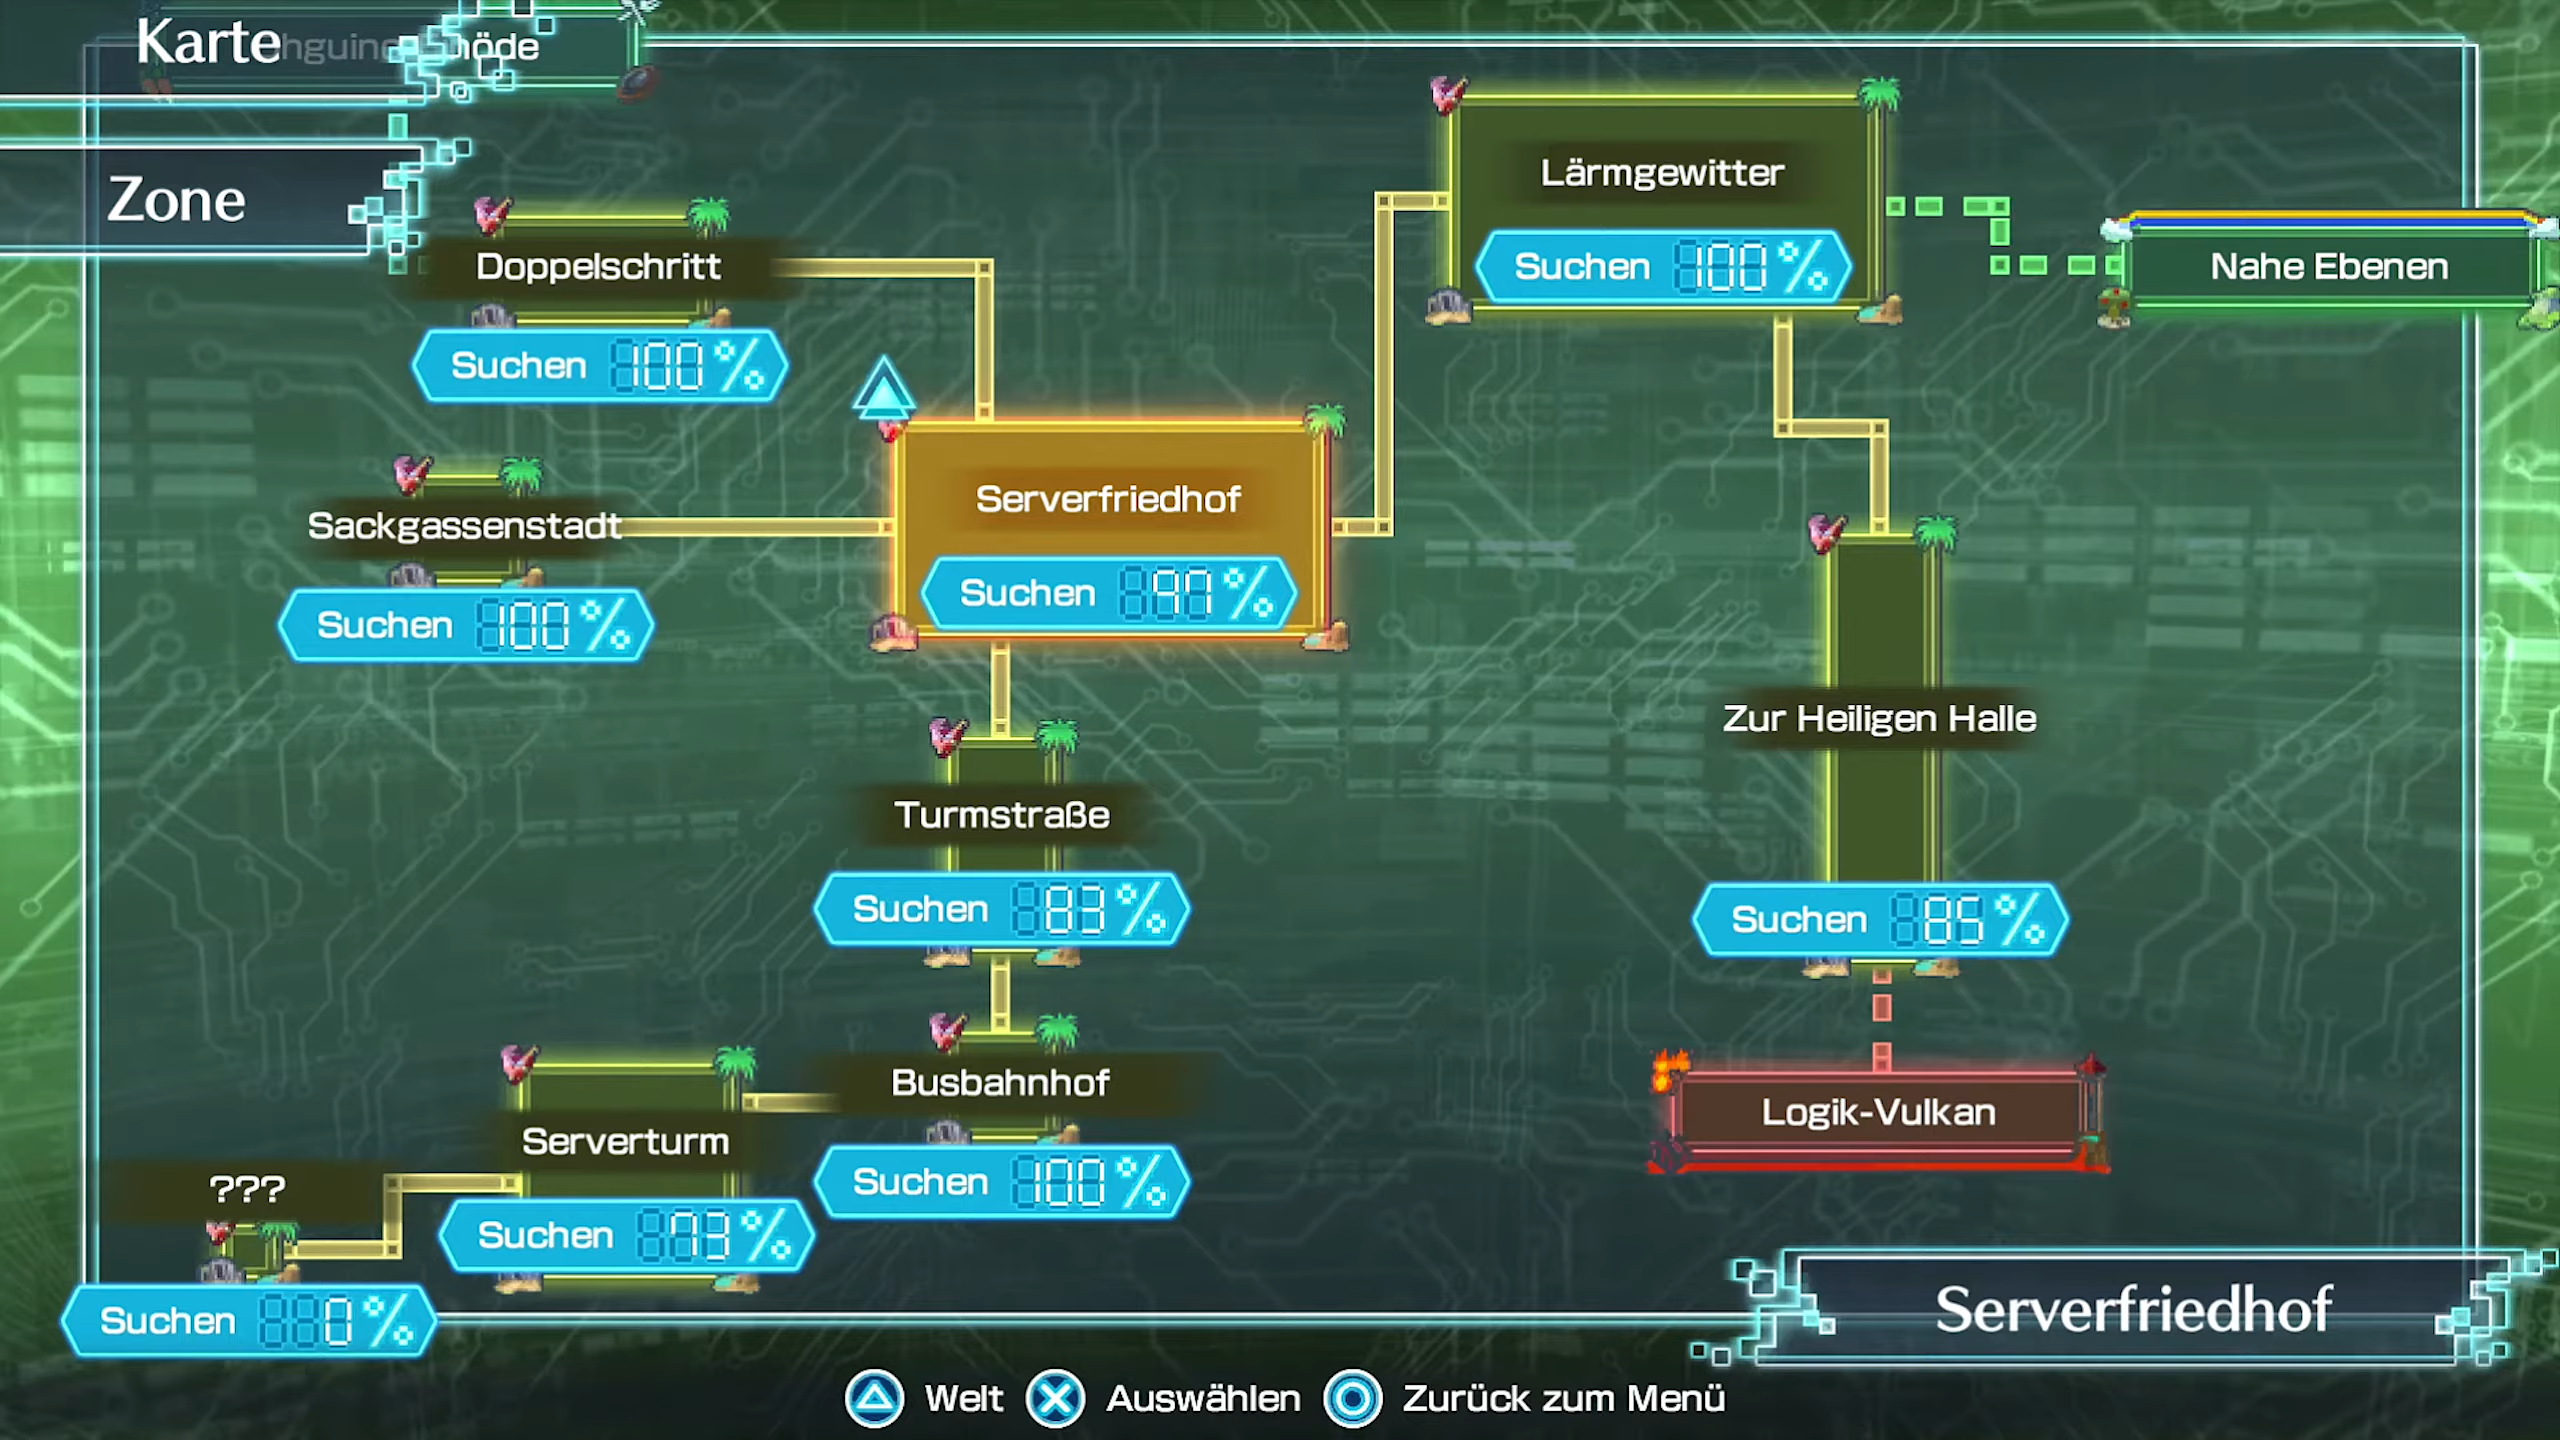 Karte
Zone
Doppelschritt
Suchen 100 %
Lärmgewitter
Suchen 100 %
Nahe Ebenen
Sackgassenstadt
Suchen 100 %
Serverfriedhof
Suchen 99 %
Turmstraße
Suchen 83 %
Zur Heiligen Halle
Suchen 85 %
Busbahnhof
Suchen 100 %
Serverturm
Suchen 73 %
???
Suchen 0 %
Logik-Vulkan
Serverfriedhof
Welt Auswählen Zurück zum Menü